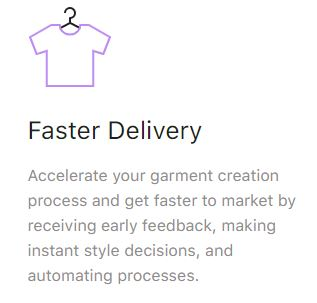 Faster Delivery
Accelerate your garment creation
process and get faster to market by
receiving early feedback, making
instant style decisions, and
automating processes.